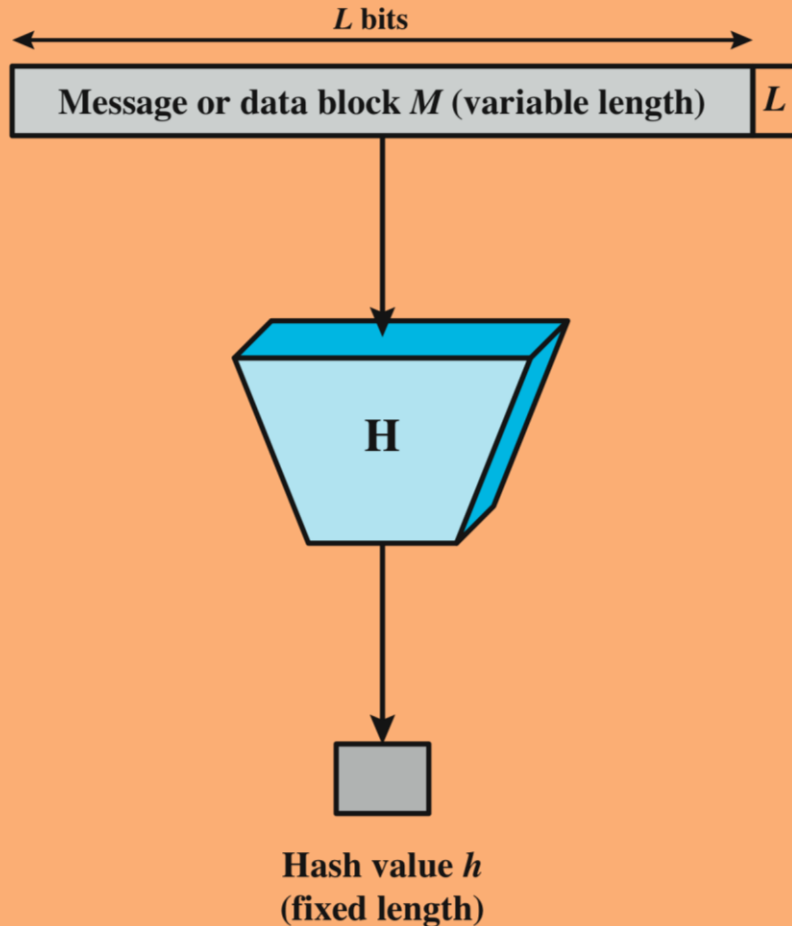 L bits
Message or data block M (variable length) L
H
Hash value h
(fixed length)